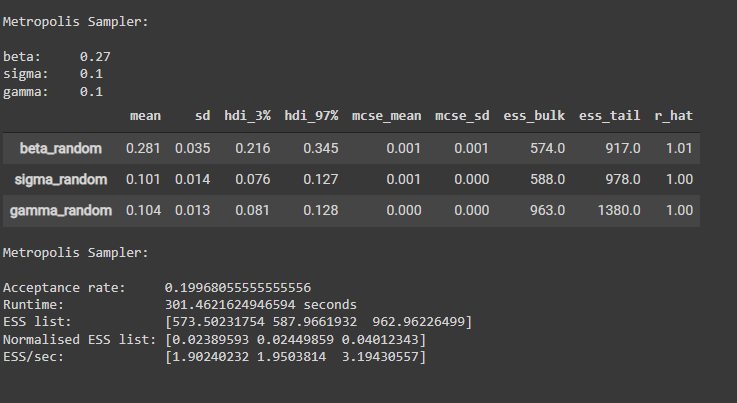 Metropolis Sampler:
beta: 0.27
sigma: 0.1
gamma: 0.1
mean sd hdi_3% hdi_97% mcse_mean mcse_sd ess_bulk ess_tail r_hat
beta_random 0.281 0.035 0.216 0.345 0.001 0.001 574.0 917.0 1.01
sigma_random 0.101 0.014 0.076 0.127 0.001 0.000 588.0 978.0 1.00
gamma_random 0.104 0.013 0.081 0.128 0.000 0.000 963.0 1380.0 1.00
Metropolis Sampler:
Acceptance rate: 0.19968055555555556
Runtime: 301.4621624946594 seconds
ESS list: [573.50231754 587.9661932 962.96226499]
Normalised ESS list: [0.02389593 0.02449859 0.04012343]
ESS/sec: [1.90240232 1.9503814 3.19430557]